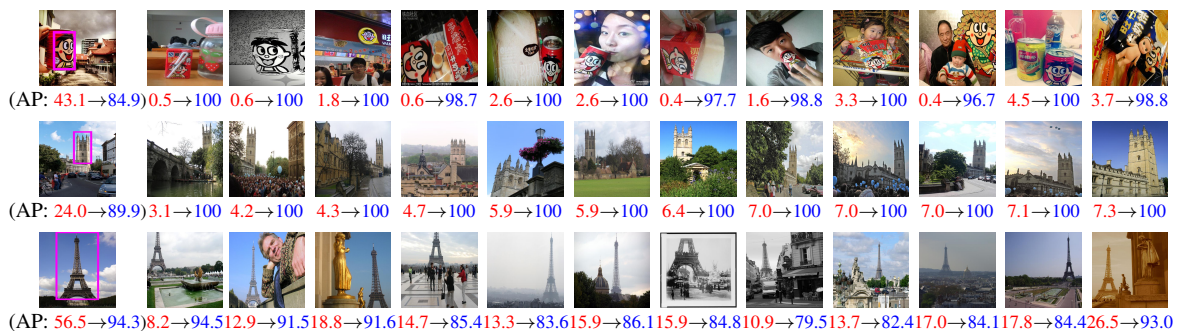 (AP: 43.1→84.9) 0.5→100 0.6→100 1.8→100 0.6→98.7 2.6→100 2.6→100 0.4→97.7 1.6→98.8 3.3→100 0.4→96.7 4.5→100 3.7→98.8
(AP: 24.0→89.9) 3.1→100 4.2→100 4.3→100 4.7→100 5.9→100 5.9→100 6.4→100 7.0→100 7.0→100 7.0→100 7.1→100 7.3→100
(AP: 56.5→94.3) 8.2→94.5 12.9→91.5 18.8→91.6 14.7→85.4 13.3→83.6 15.9→86.1 15.9→84.8 10.9→79.5 13.7→82.4 17.0→84.1 17.8→84.4 26.5→93.0